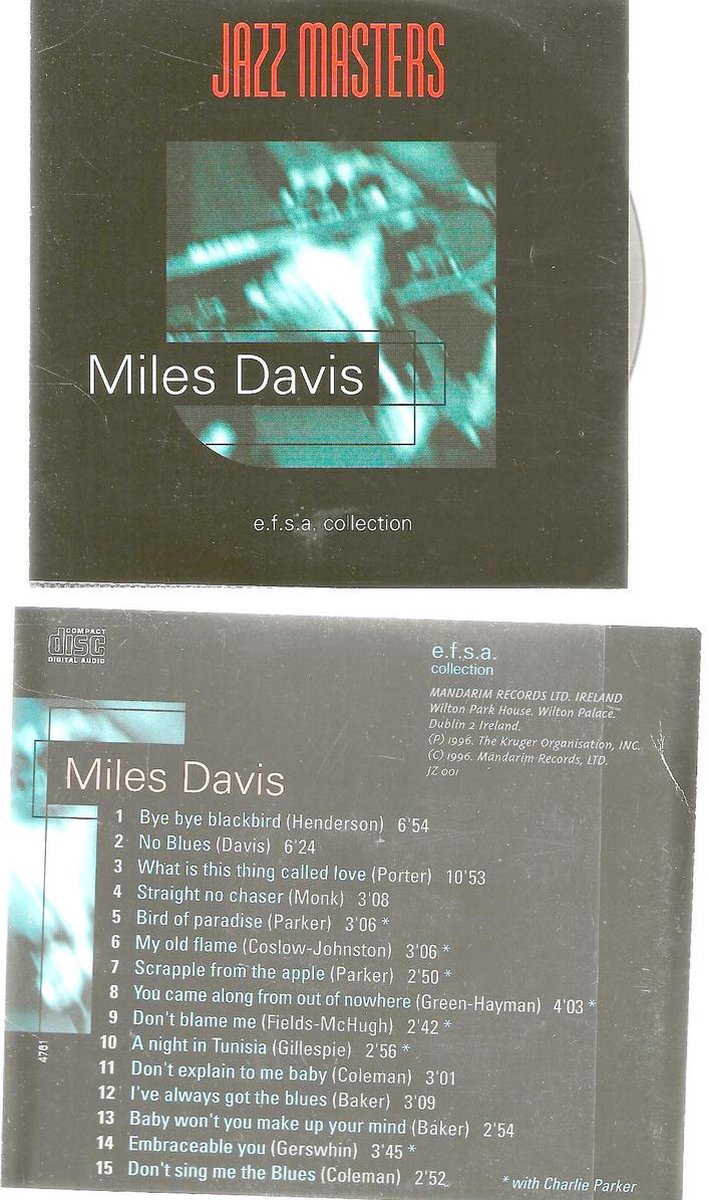 JAZZ MASTERS
Miles Davis
e.f.s.a. collection
COMPACT
disc
DIGITAL AUDIO
e.f.s.a.
collection
MANDARIM RECORDS LTD. IRELAND
Wilton Park House. Wilton Palace.
Dublin 2 Ireland.
(P) 1996. The Kruger Organisation, INC.
(C) 1996. Mandarim Records, LTD.
JZ 001
Miles Davis
1 Bye bye blackbird (Henderson) 6'54
2 No Blues (Davis) 6'24
3 What is this thing called love (Porter) 10'53
4 Straight no chaser (Monk) 3'08
5 Bird of paradise (Parker) 3'06 *
6 My old flame (Coslow-Johnston) 3'06 *
7 Scrapple from the apple (Parker) 2'50 *
8 You came along from out of nowhere (Green-Hayman) 4'03 *
9 Don't blame me (Fields-McHugh) 2'42 *
10 A night in Tunisia (Gillespie) 2'56 *
11 Don't explain to me baby (Coleman) 3'01
12 I've always got the blues (Baker) 3'09
13 Baby won't you make up your mind (Baker) 2'54
14 Embraceable you (Gerswhin) 3'45 *
15 Don't sing me the Blues (Coleman) 2'52
* with Charlie Parker
4781